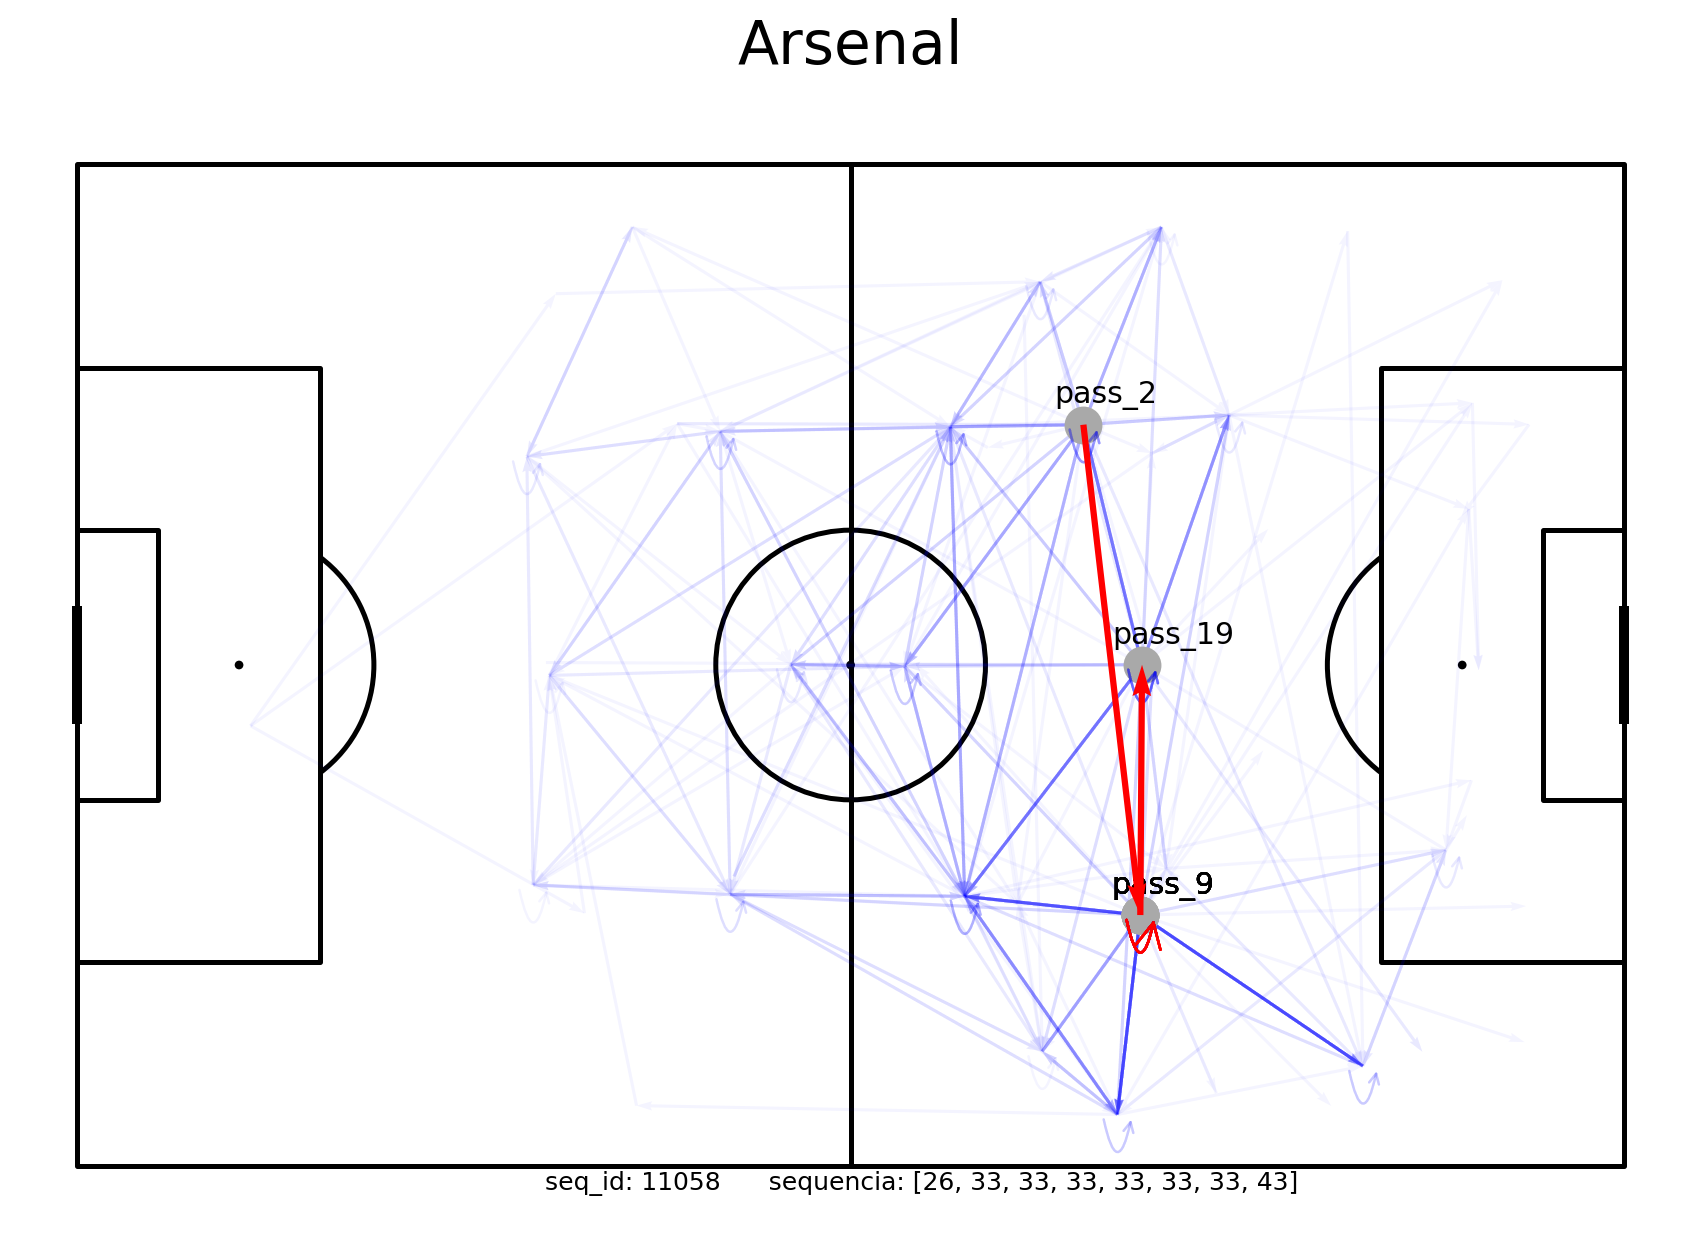 Arsenal
pass_2
pass_19
pass_9
seq_id: 11058 sequencia: [26, 33, 33, 33, 33, 33, 33, 43]